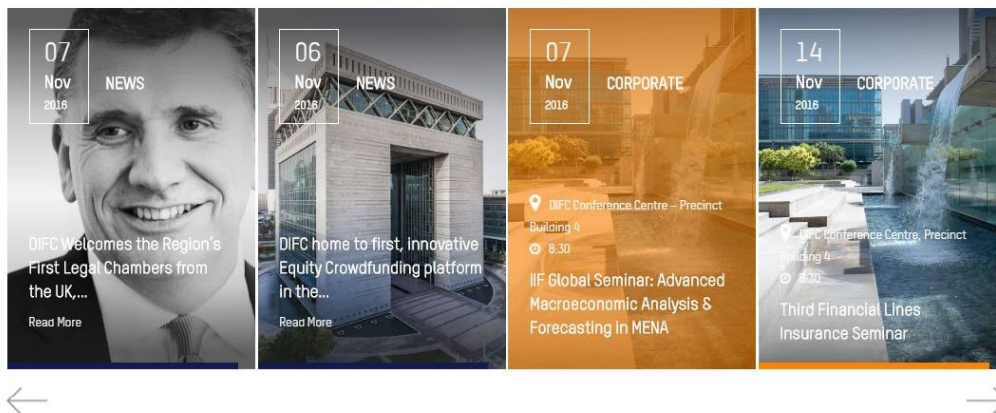 07
Nov
2016
NEWS
DIFC Welcomes the Region's
First Legal Chambers from
the UK,...
Read More
06
Nov
2016
NEWS
DIFC home to first, innovative
Equity Crowdfunding platform
in the...
Read More
07
Nov
2016
CORPORATE
DIFC Conference Centre – Precinct
Building 4
8:30
IIF Global Seminar: Advanced
Macroeconomic Analysis &
Forecasting in MENA
14
Nov
2016
CORPORATE
DIFC Conference Centre, Precinct
Building 4
8:30
Third Financial Lines
Insurance Seminar